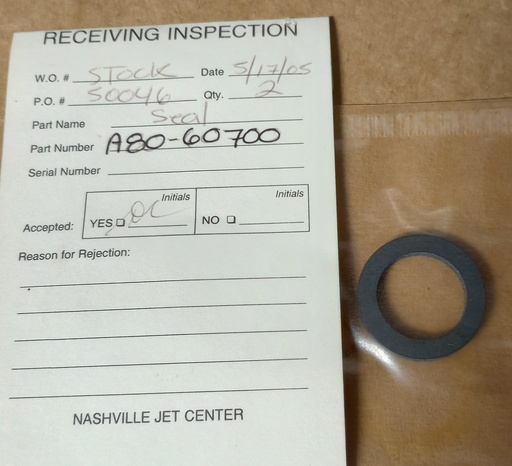 RECEIVING INSPECTION
W.O. # STOCK Date 5/17/05
P.O. # 50046 Qty. 2
Part Name Seal
Part Number A80-60700
Serial Number
Initials Initials
Accepted: YES NO
Reason for Rejection:
NASHVILLE JET CENTER